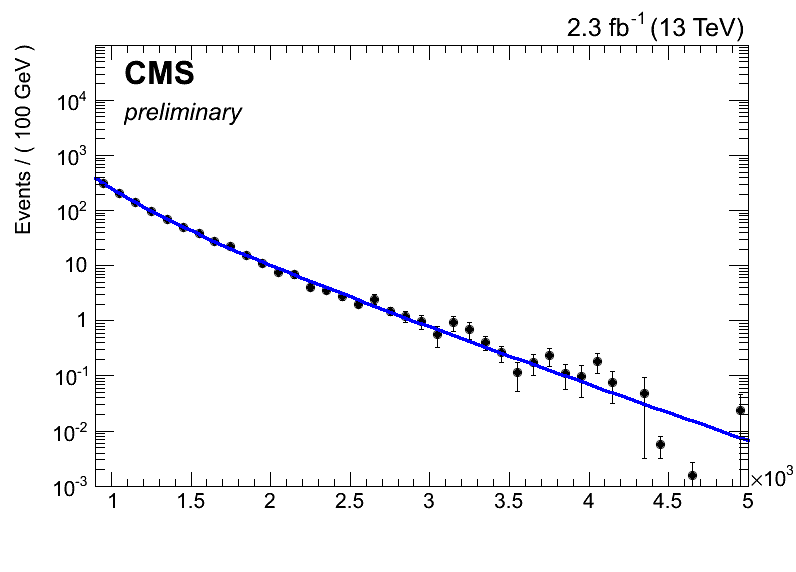 2.3 fb⁻¹ (13 TeV)
CMS
preliminary
Events / ( 100 GeV )
10⁴
10³
10²
10
1
10⁻¹
10⁻²
10⁻³
1 1.5 2 2.5 3 3.5 4 4.5 5
×10³